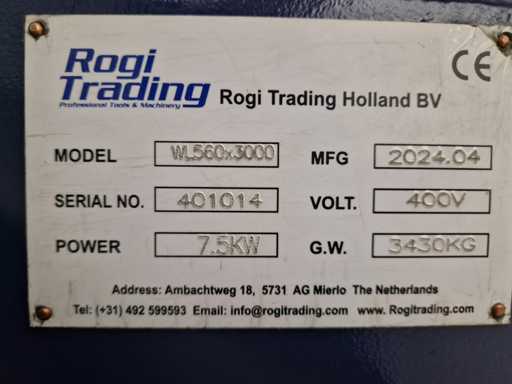 Rogi
Trading
Professional Tools & Machinery
CE
Rogi Trading Holland BV
MODEL WL560x3000 MFG 2024.04
SERIAL NO. 401014 VOLT. 400V
POWER 7.5KW G.W. 3430KG
Address: Ambachtweg 18, 5731 AG Mierlo The Netherlands
Tel: (+31) 492 599593 Email: info@rogitrading.com www.Rogitrading.com